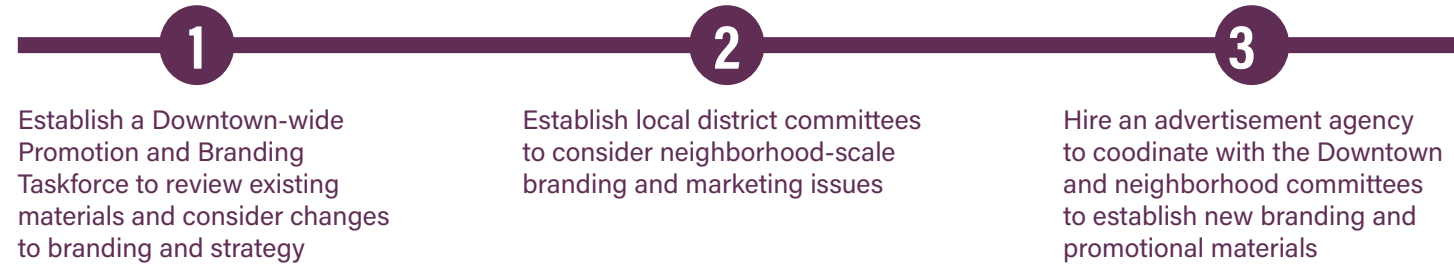 1
Establish a Downtown-wide
Promotion and Branding
Taskforce to review existing
materials and consider changes
to branding and strategy
2
Establish local district committees
to consider neighborhood-scale
branding and marketing issues
3
Hire an advertisement agency
to coodinate with the Downtown
and neighborhood committees
to establish new branding and
promotional materials